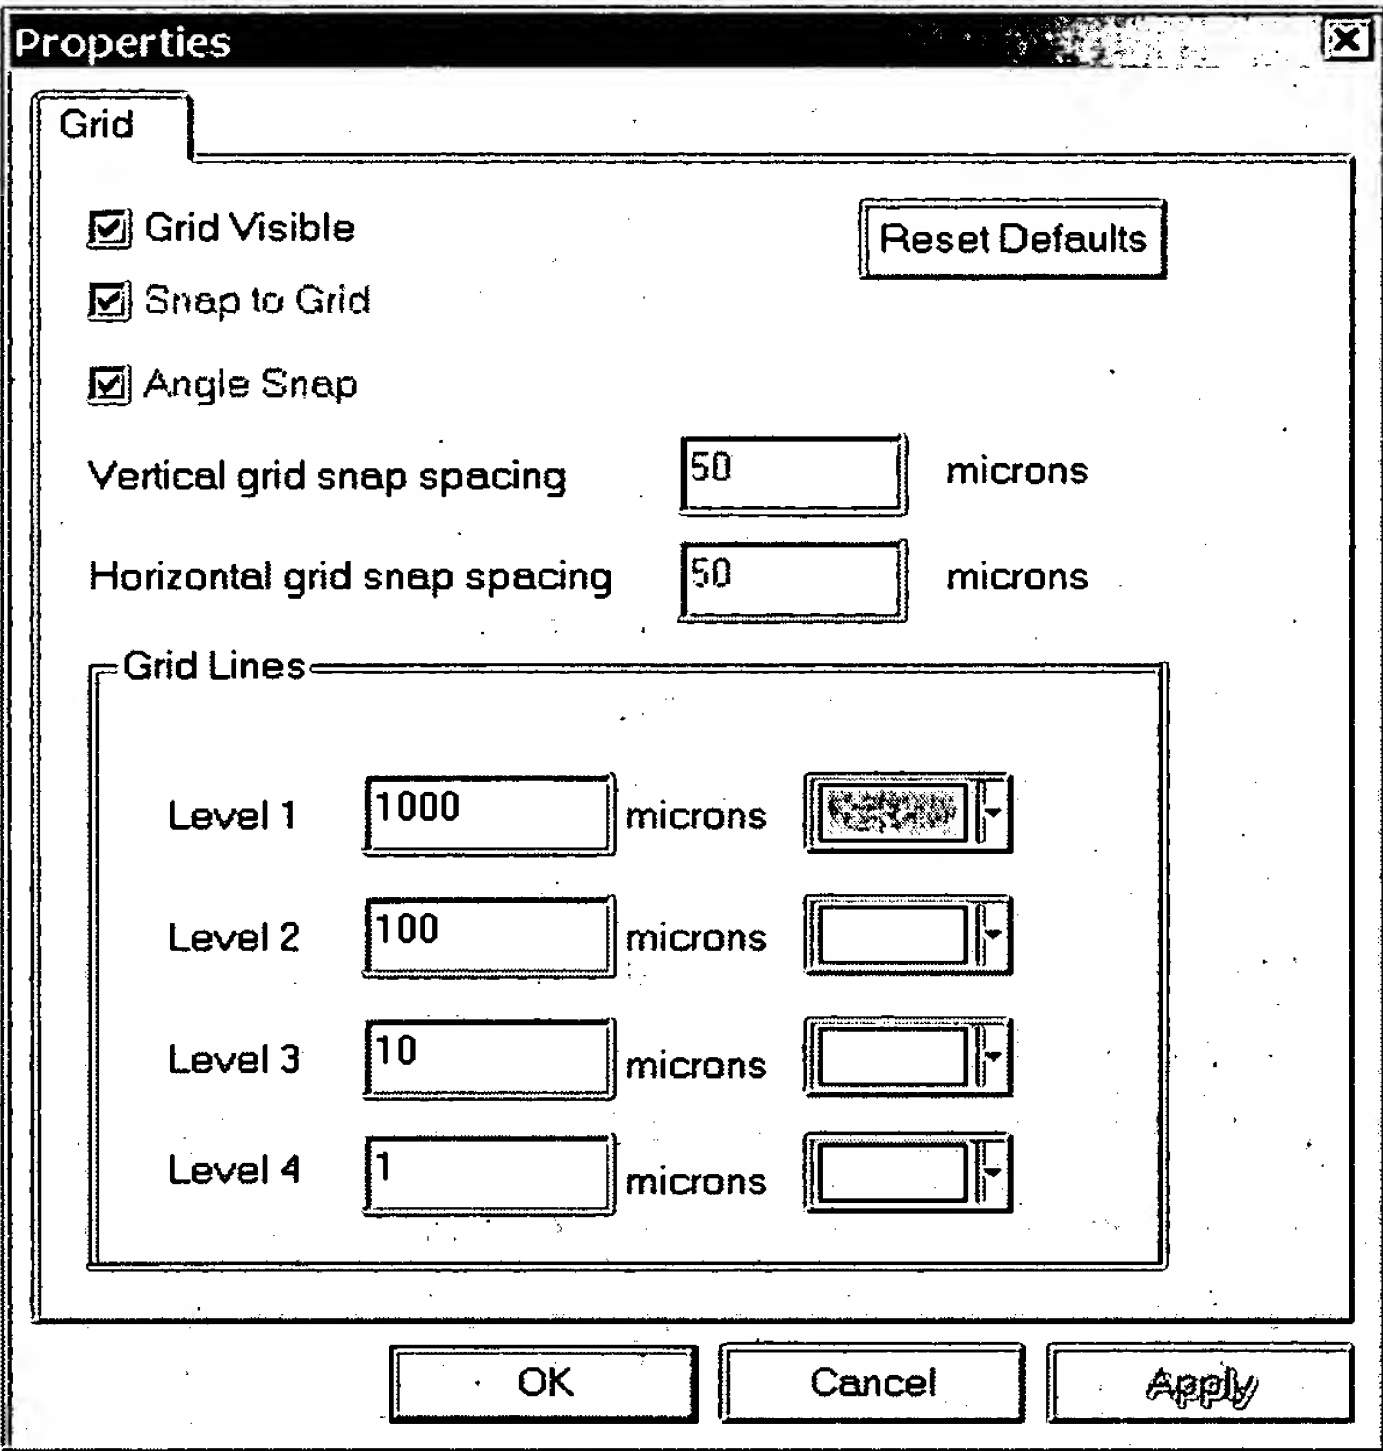 Properties
Grid
Grid Visible
Reset Defaults
Snap to Grid
Angle Snap
Vertical grid snap spacing 50 microns
Horizontal grid snap spacing 50 microns
Grid Lines
Level 1 1000 microns
Level 2 100 microns
Level 3 10 microns
Level 4 1 microns
OK Cancel Apply